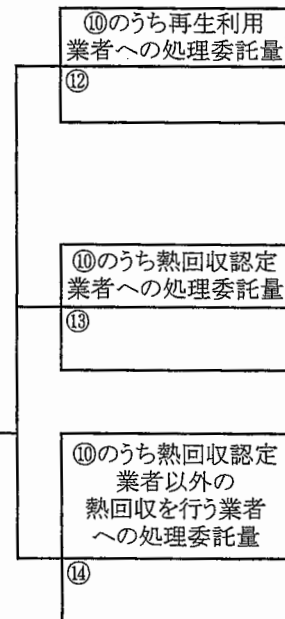 ⑩のうち再生利用
業者への処理委託量
⑫
⑩のうち熱回収認定
業者への処理委託量
⑬
⑩のうち熱回収認定
業者以外の
熱回収を行う業者
への処理委託量
⑭